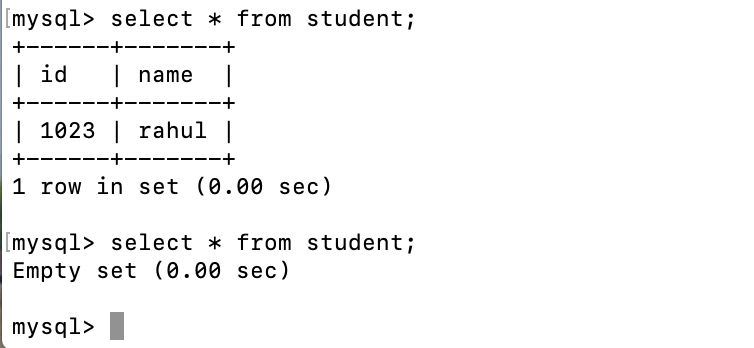 [mysql> select * from student;
+------+-------+
| id   | name  |
+------+-------+
| 1023 | rahul |
+------+-------+
1 row in set (0.00 sec)
[mysql> select * from student;
Empty set (0.00 sec)
mysql>